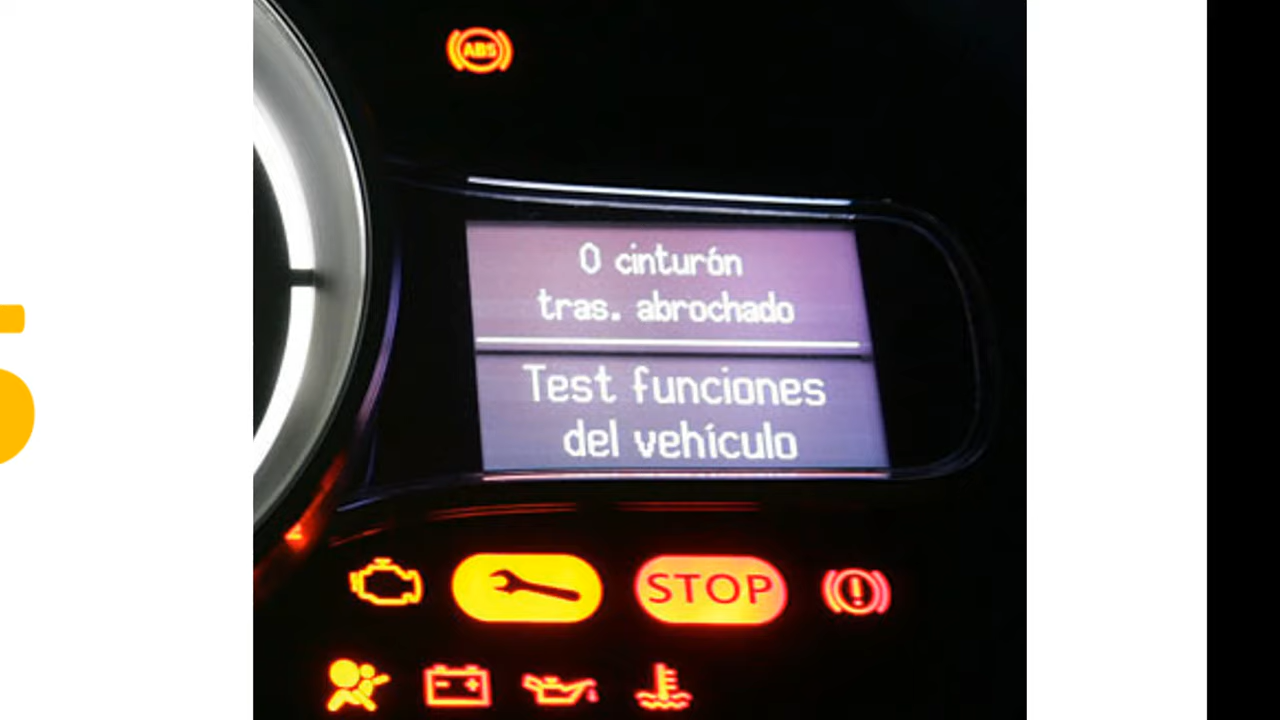 ABS
0 cinturón
tras. abrochado
Test funciones
del vehículo
STOP